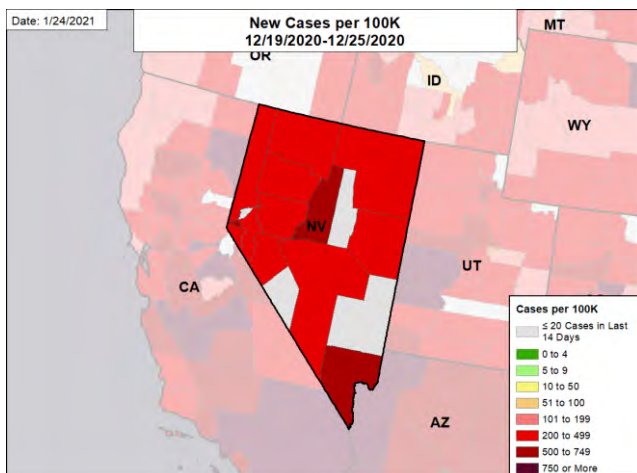 Date: 1/24/2021
New Cases per 100K
12/19/2020-12/25/2020
MT
OR
ID
WY
NV
UT
CA
AZ
Cases per 100K
≤ 20 Cases in Last
14 Days
0 to 4
5 to 9
10 to 50
51 to 100
101 to 199
200 to 499
500 to 749
750 or More